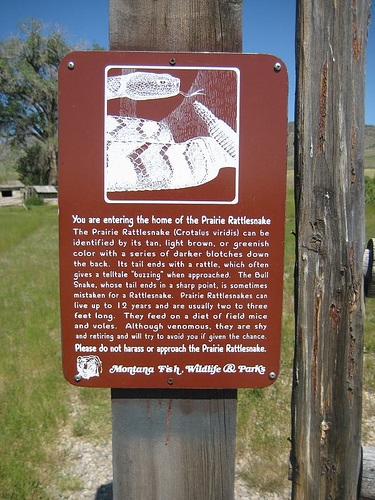 You are entering the home of the Prairie Rattlesnake
The Prairie Rattlesnake (Crotalus viridis) can be
identified by its tan, light brown, or greenish
color with a series of darker blotches down
the back. Its tail ends with a rattle, which often
gives a telltale "buzzing" when approached. The Bull
Snake, whose tail ends in a sharp point, is sometimes
mistaken for a Rattlesnake. Prairie Rattlesnakes can
live up to 12 years and are usually two to three
feet long. They feed on a diet of field mice
and voles. Although venomous, they are shy
and retiring and will try to avoid you if given the chance.
Please do not harass or approach the Prairie Rattlesnake.
Montana Fish, Wildlife & Parks